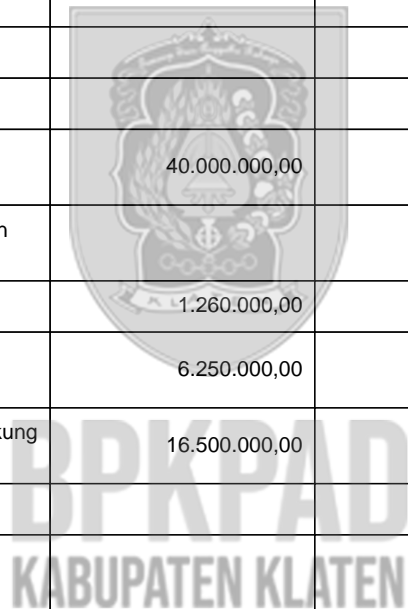 40.000.000,00
n
1.260.000,00
6.250.000,00
kung
16.500.000,00
KLATEN
BPKPAD
KABUPATEN KLATEN